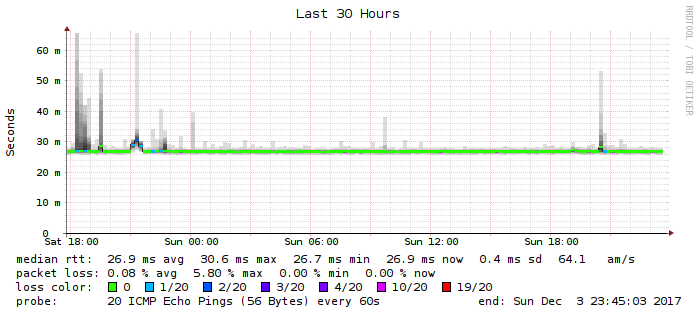 Last 30 Hours
RRDTOOL / TOBI OETIKER
Seconds
60 m
50 m
40 m
30 m
20 m
10 m
0
Sat 18:00 Sun 00:00 Sun 06:00 Sun 12:00 Sun 18:00
median rtt: 26.9 ms avg 30.6 ms max 26.7 ms min 26.9 ms now 0.4 ms sd 64.1 am/s
packet loss: 0.08 % avg 5.80 % max 0.00 % min 0.00 % now
loss color: 0 1/20 2/20 3/20 4/20 10/20 19/20
probe: 20 ICMP Echo Pings (56 Bytes) every 60s end: Sun Dec 3 23:45:03 2017